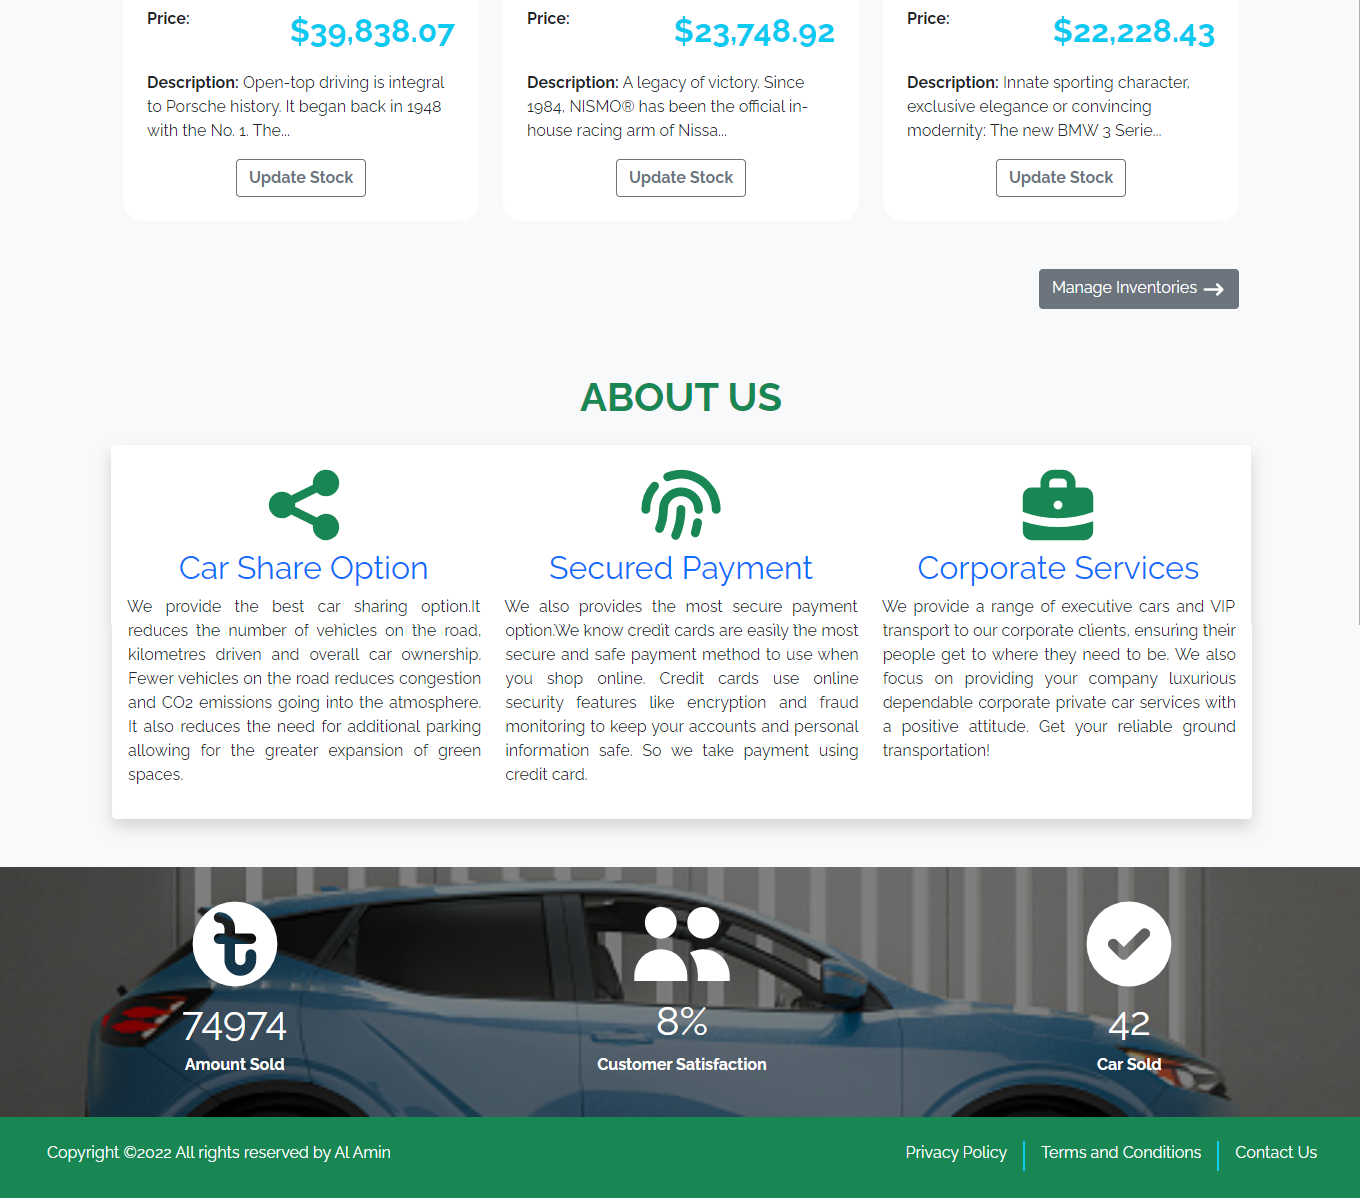 Price:
$39,838.07
Description: Open-top driving is integral
to Porsche history. It began back in 1948
with the No. 1. The...
Update Stock
Price:
$23,748.92
Description: A legacy of victory. Since
1984, NISMO® has been the official in-
house racing arm of Nissa...
Update Stock
Price:
$22,228.43
Description: Innate sporting character,
exclusive elegance or convincing
modernity: The new BMW 3 Serie...
Update Stock
Manage Inventories →
ABOUT US
Car Share Option
We provide the best car sharing option.It
reduces the number of vehicles on the road,
kilometres driven and overall car ownership.
Fewer vehicles on the road reduces congestion
and CO2 emissions going into the atmosphere.
It also reduces the need for additional parking
allowing for the greater expansion of green
spaces.
Secured Payment
We also provides the most secure payment
option.We know credit cards are easily the most
secure and safe payment method to use when
you shop online. Credit cards use online
security features like encryption and fraud
monitoring to keep your accounts and personal
information safe. So we take payment using
credit card.
Corporate Services
We provide a range of executive cars and VIP
transport to our corporate clients, ensuring their
people get to where they need to be. We also
focus on providing your company luxurious
dependable corporate private car services with
a positive attitude. Get your reliable ground
transportation!
74974
Amount Sold
8%
Customer Satisfaction
42
Car Sold
Copyright ©2022 All rights reserved by Al Amin
Privacy Policy
Terms and Conditions
Contact Us